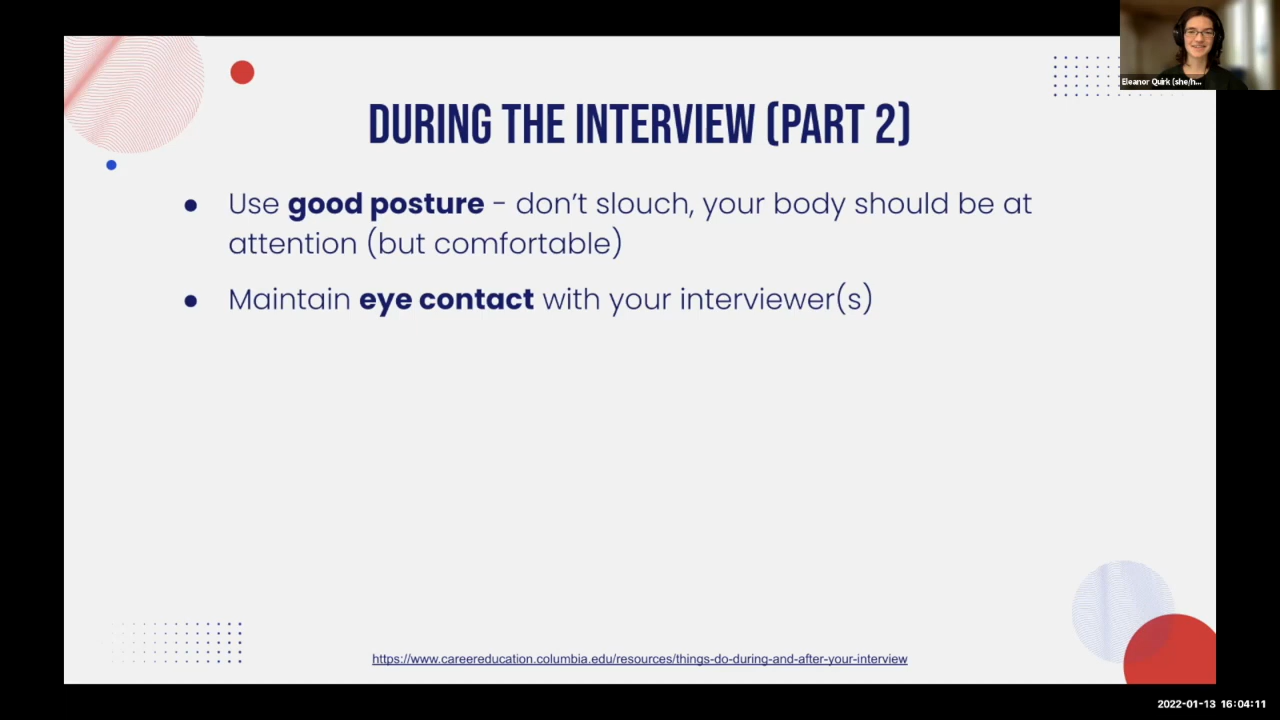 Eleanor Quirk (she/h...
DURING THE INTERVIEW (PART 2)
● Use good posture - don't slouch, your body should be at
attention (but comfortable)
● Maintain eye contact with your interviewer(s)
https://www.careereducation.columbia.edu/resources/things-do-during-and-after-your-interview
2022-01-13 16:04:11